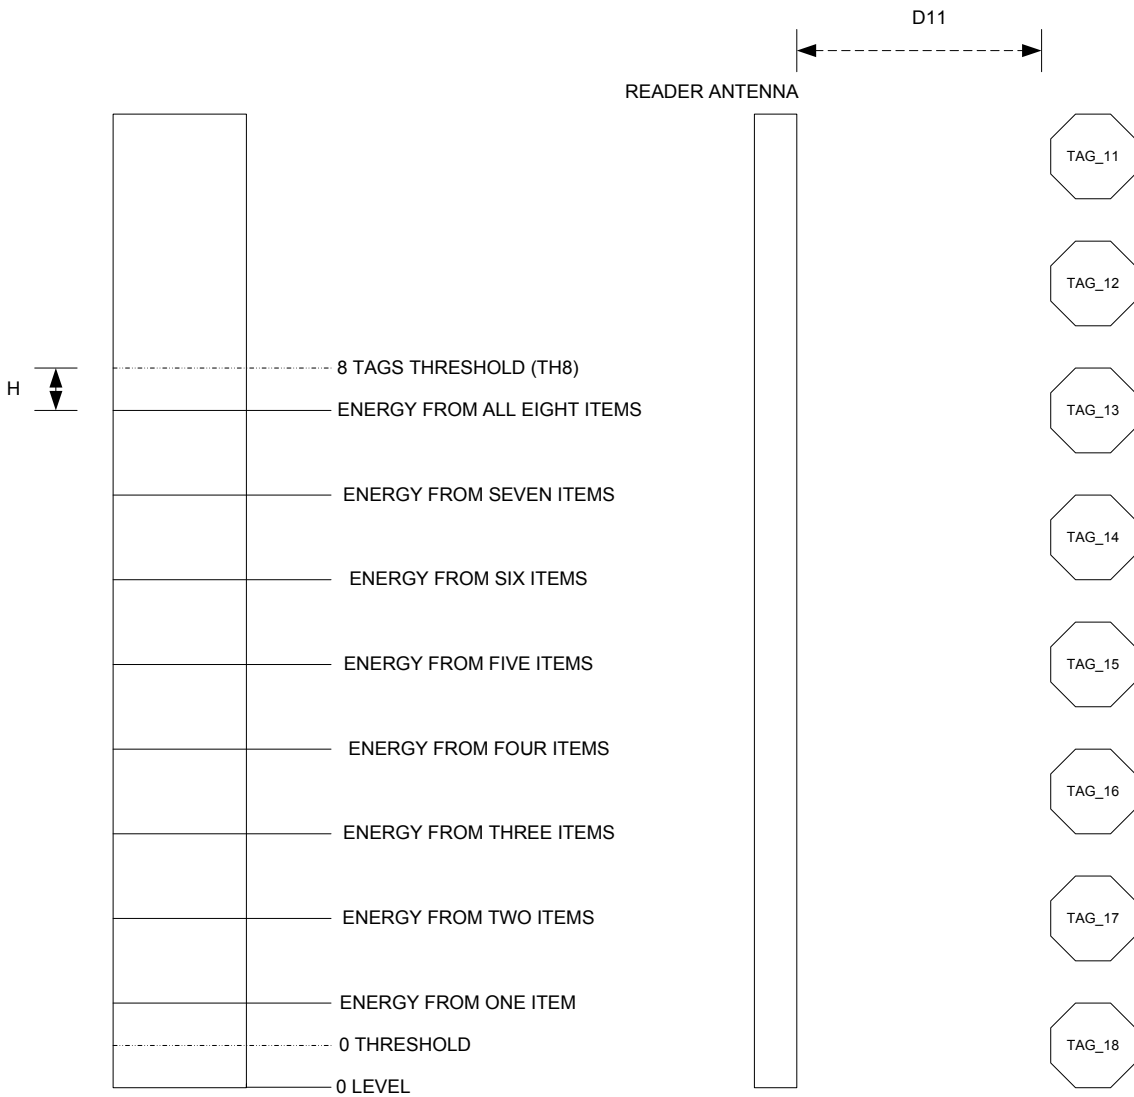 D11
READER ANTENNA
TAG_11
TAG_12
8 TAGS THRESHOLD (TH8)
H
ENERGY FROM ALL EIGHT ITEMS
TAG_13
ENERGY FROM SEVEN ITEMS
TAG_14
ENERGY FROM SIX ITEMS
ENERGY FROM FIVE ITEMS
TAG_15
ENERGY FROM FOUR ITEMS
TAG_16
ENERGY FROM THREE ITEMS
ENERGY FROM TWO ITEMS
TAG_17
ENERGY FROM ONE ITEM
0 THRESHOLD
TAG_18
0 LEVEL